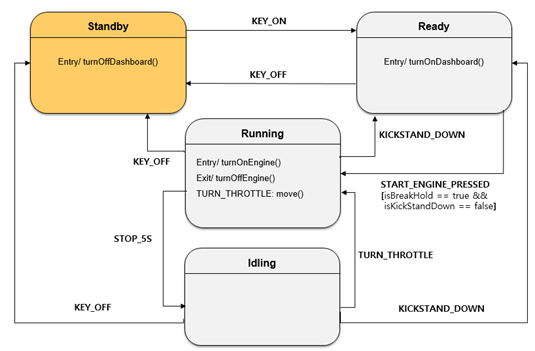 Standby
KEY_ON
Ready
Entry/ turnOffDashboard()
Entry/ turnOnDashboard()
KEY_OFF
Running
KICKSTAND_DOWN
KEY_OFF
Entry/ turnOnEngine()
Exit/ turnOffEngine()
TURN_THROTTLE: move()
START_ENGINE_PRESSED
[isBreakHold == true &&
isKickStandDown == false]
STOP_5S
TURN_THROTTLE
Idling
KEY_OFF
KICKSTAND_DOWN